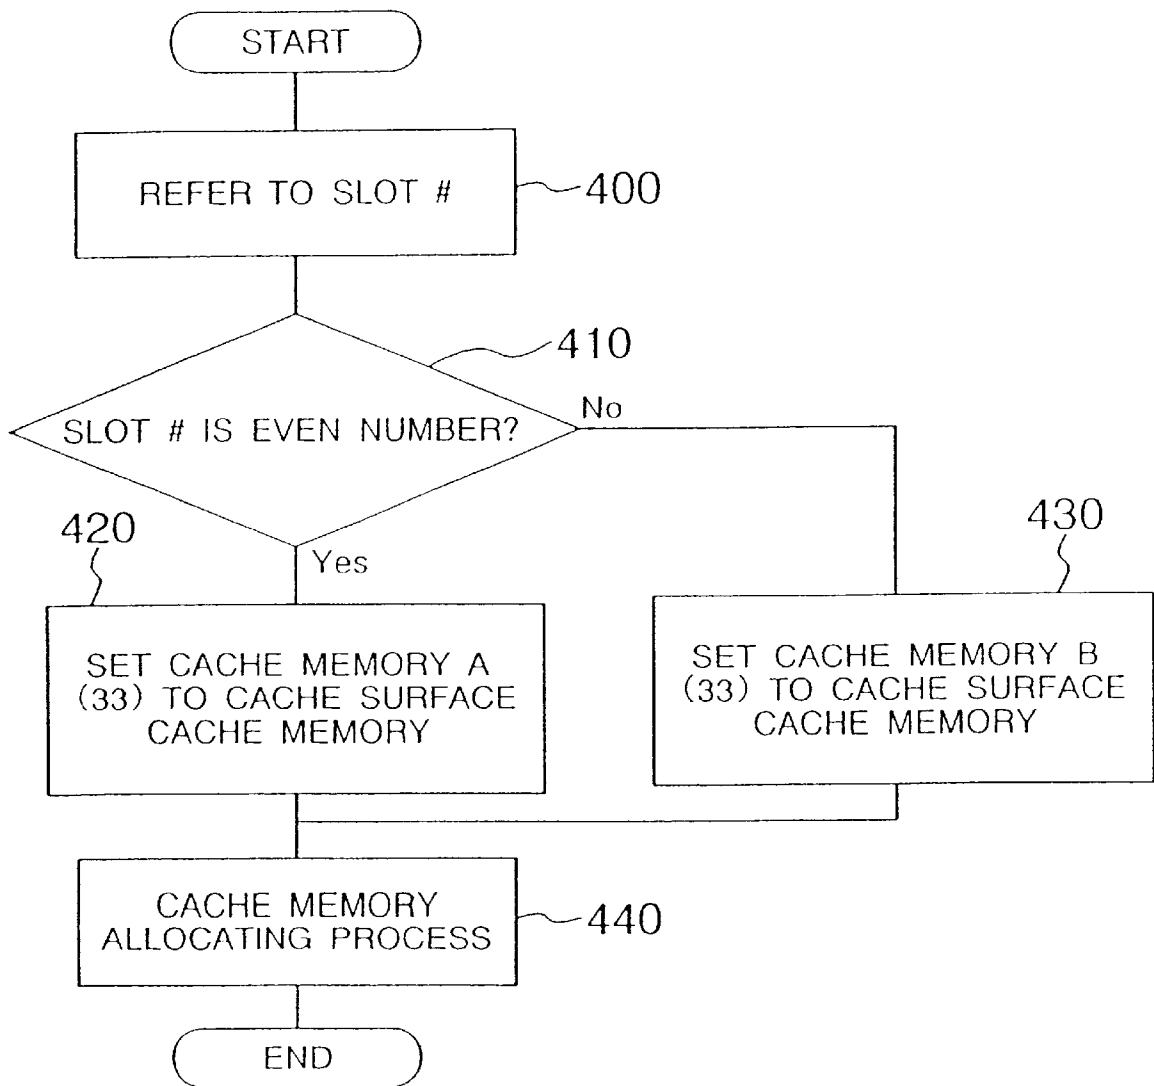 START
REFER TO SLOT #
400
410
SLOT # IS EVEN NUMBER?
No
420
Yes
430
SET CACHE MEMORY A
(33) TO CACHE SURFACE
CACHE MEMORY
SET CACHE MEMORY B
(33) TO CACHE SURFACE
CACHE MEMORY
CACHE MEMORY
ALLOCATING PROCESS
440
END